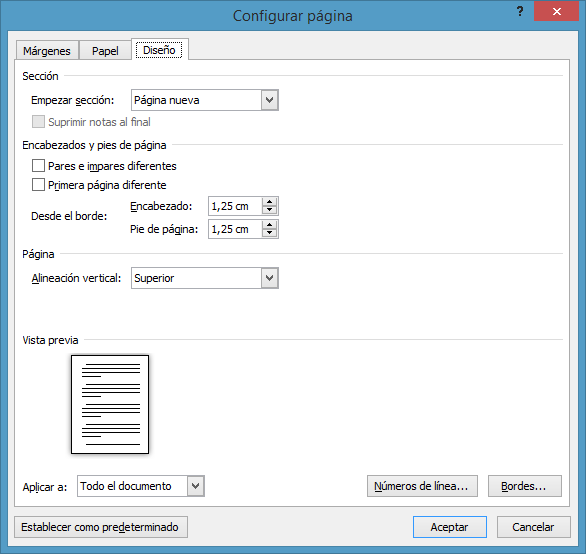 Configurar página
?
Márgenes Papel Diseño
Sección
Empezar sección: Página nueva
Suprimir notas al final
Encabezados y pies de página
Pares e impares diferentes
Primera página diferente
Desde el borde:
Encabezado: 1,25 cm
Pie de página: 1,25 cm
Página
Alineación vertical: Superior
Vista previa
Aplicar a: Todo el documento Números de línea... Bordes...
Establecer como predeterminado Aceptar Cancelar